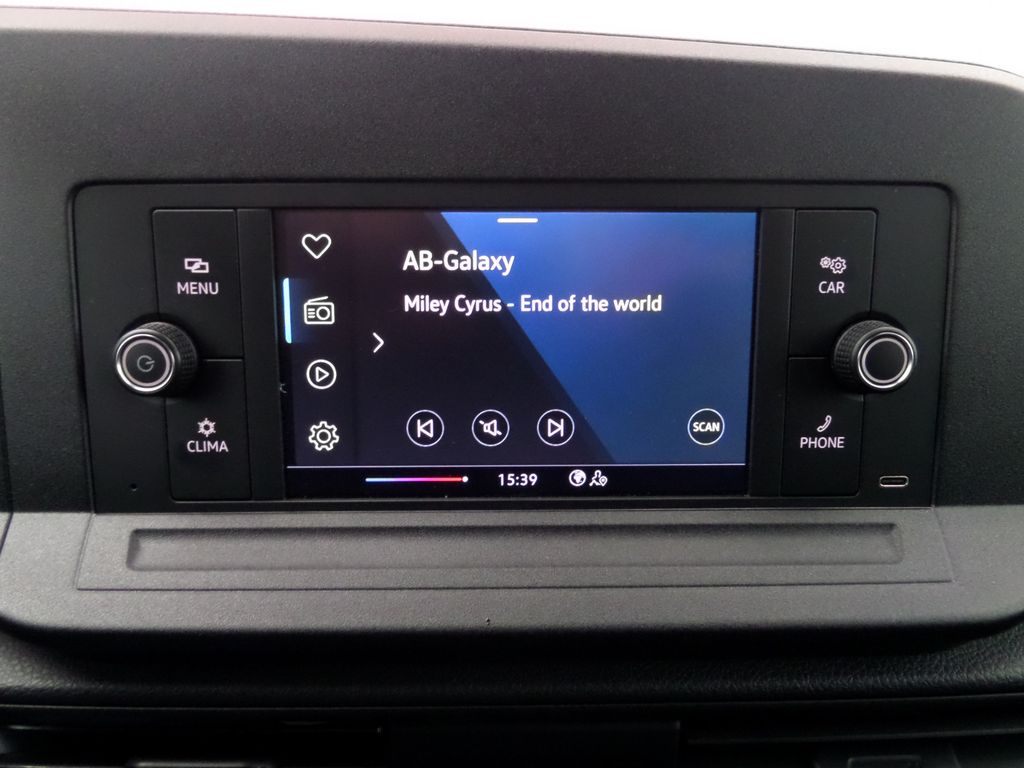 MENU
CLIMA
AB-Galaxy
Miley Cyrus - End of the world
SCAN
15:39
CAR
PHONE